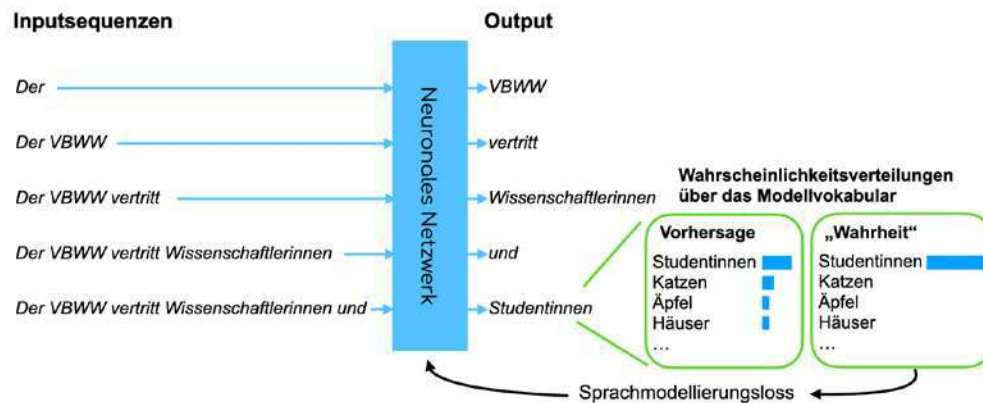 Inputsequenzen
Output
Der
VBWW
Der VBWW
vertritt
Der VBWW vertritt
Wissenschaftlerinnen
Der VBWW vertritt Wissenschaftlerinnen
und
Der VBWW vertritt Wissenschaftlerinnen und
Studentinnen
Neuronoles Netzwerk
Wahrscheinlichkeitsverteilungen
über das Modellvokabular
Vorhersage
Studentinnen
Katzen
Äpfel
Häuser
...
„Wahrheit“
Studentinnen
Katzen
Äpfel
Häuser
...
Sprachmodellierungsloss